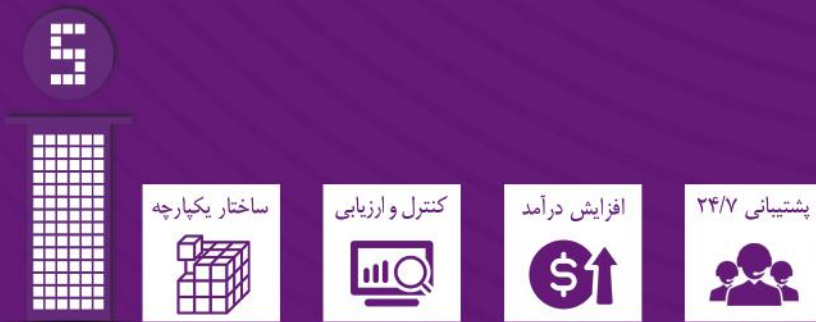 S
پشتیبانی ۲۴/۷
افزایش درآمد
کنترل و ارزیابی
ساختار یکپارچه